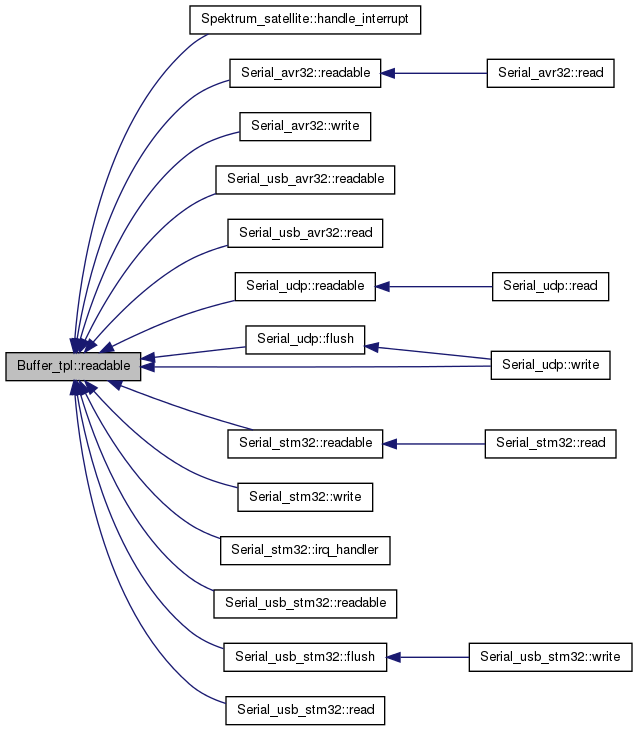 Spektrum_satellite::handle_interrupt
Serial_avr32::readable
Serial_avr32::read
Serial_avr32::write
Serial_usb_avr32::readable
Serial_usb_avr32::read
Serial_udp::readable
Serial_udp::read
Serial_udp::flush
Buffer_tpl::readable
Serial_udp::write
Serial_stm32::readable
Serial_stm32::read
Serial_stm32::write
Serial_stm32::irq_handler
Serial_usb_stm32::readable
Serial_usb_stm32::flush
Serial_usb_stm32::write
Serial_usb_stm32::read